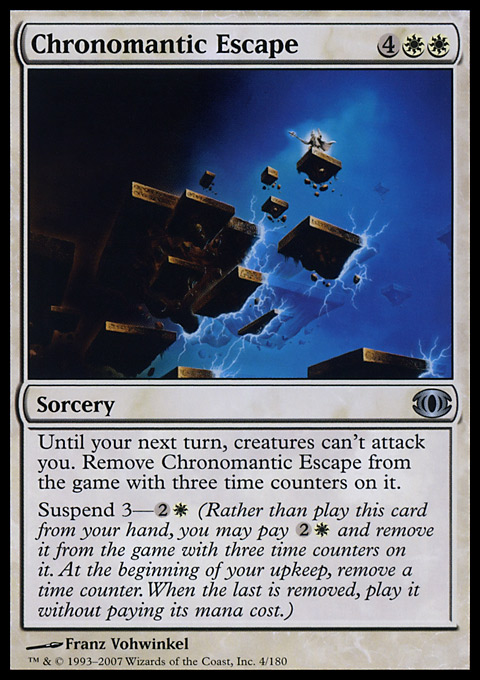 Chronomantic Escape 4
Sorcery
Until your next turn, creatures can't attack
you. Remove Chronomantic Escape from
the game with three time counters on it.
Suspend 3—2 (Rather than play this card
from your hand, you may pay 2 and remove
it from the game with three time counters on
it. At the beginning of your upkeep, remove a
time counter. When the last is removed, play it
without paying its mana cost.)
Franz Vohwinkel
™ & © 1993–2007 Wizards of the Coast, Inc. 4/180